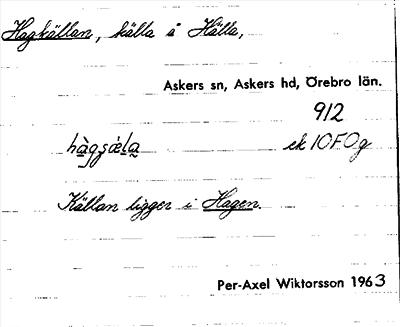 Hagkällan, källa å Hälla,
Askers sn, Askers hd, Örebro län.
912
hàgɕǽla ek 10F0g
Källan ligger i Hagen.
Per-Axel Wiktorsson 1963